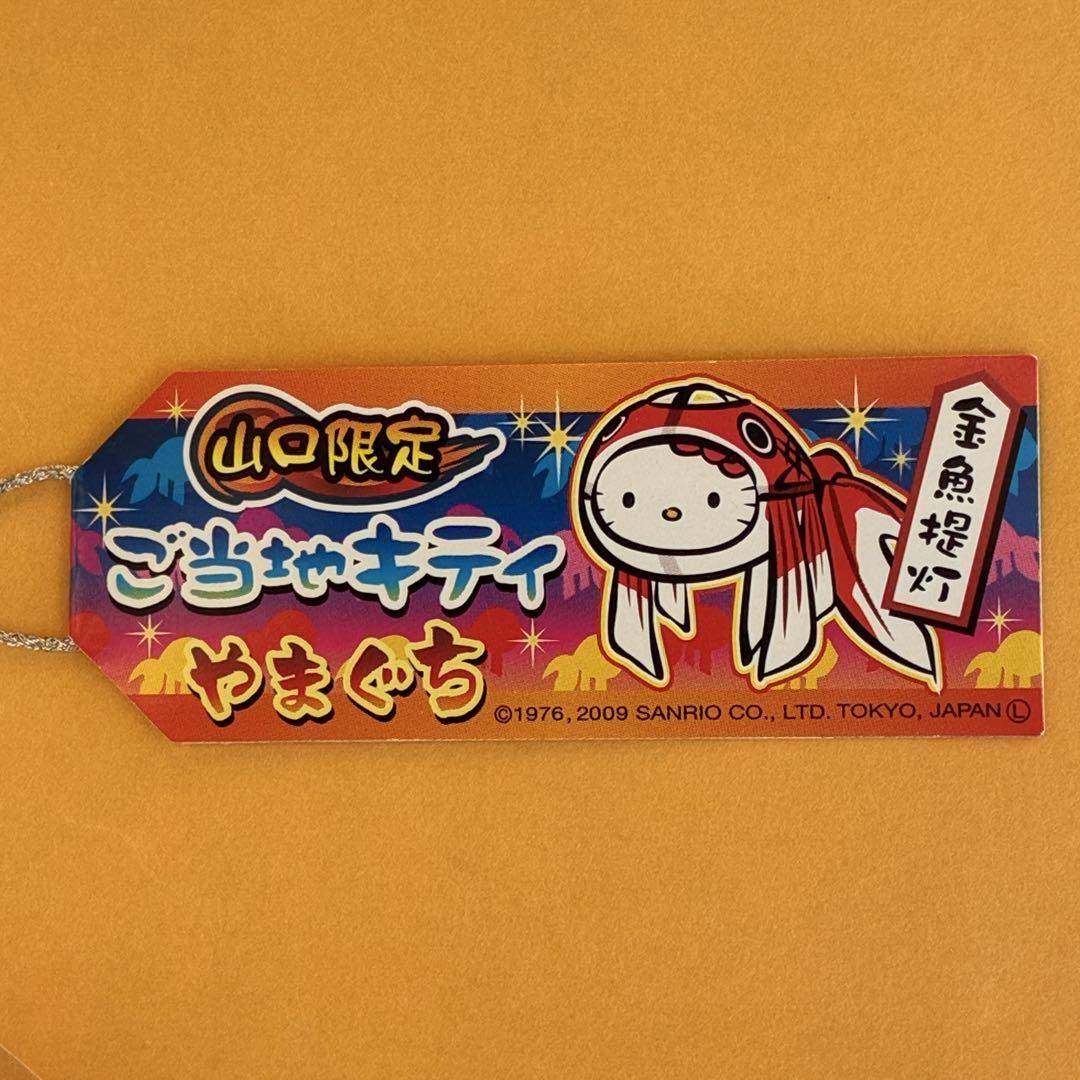 山口限定
ご当地キティ
やまぐち
金魚提灯
©1976, 2009 SANRIO CO., LTD. TOKYO, JAPAN Ⓛ